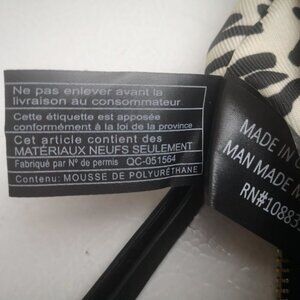 Ne pas enlever avant la
livraison au consommateur
Cette étiquette est apposée
conformément à la loi de la province
Cet article contient des
MATÉRIAUX NEUFS SEULEMENT
Fabriqué par Nº de permis QC-051564
Contenu: MOUSSE DE POLYURÉTHANE
MADE IN
MAN MADE